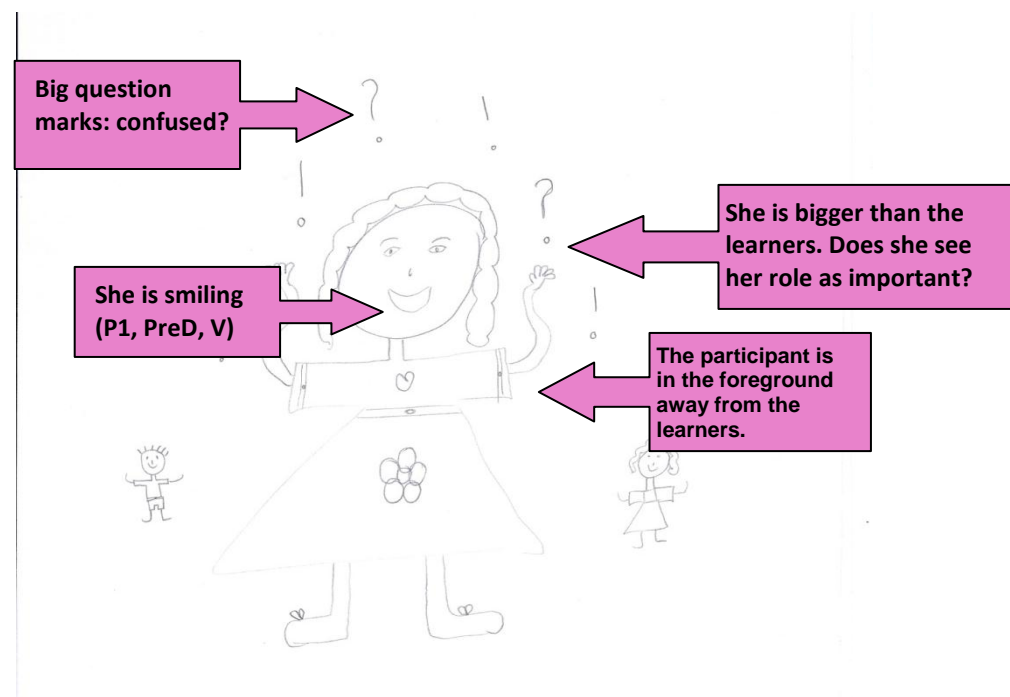 Big question
marks: confused?
? !
! ?
She is bigger than the
learners. Does she see
her role as important?
She is smiling
(P1, PreD, V)
!
The participant is
in the foreground
away from the
learners.